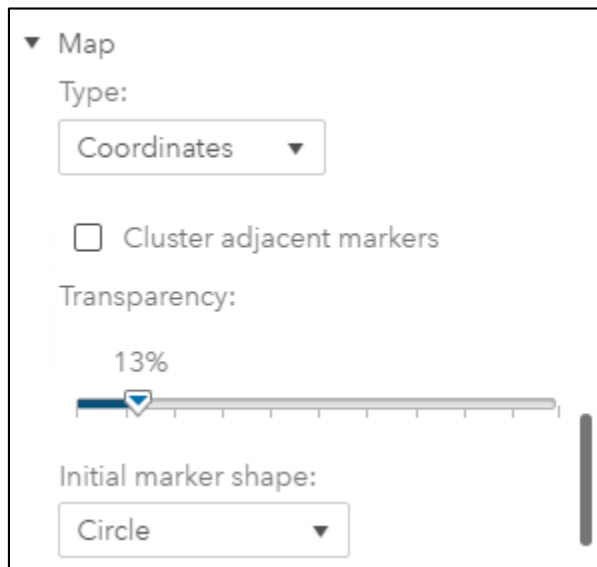 Map
Type:
Coordinates
Cluster adjacent markers
Transparency:
13%
Initial marker shape:
Circle